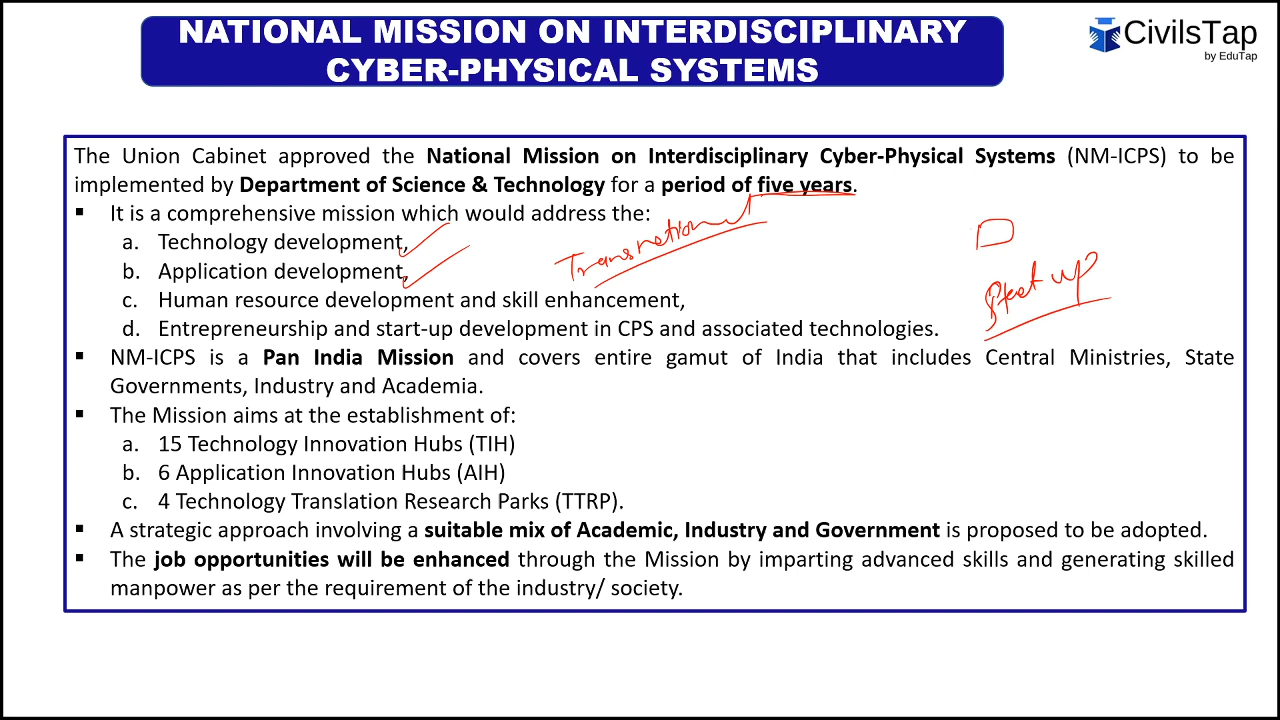 NATIONAL MISSION ON INTERDISCIPLINARY
CYBER-PHYSICAL SYSTEMS
CivilsTap
by EduTap
The Union Cabinet approved the National Mission on Interdisciplinary Cyber-Physical Systems (NM-ICPS) to be
implemented by Department of Science & Technology for a period of five years.
▪ It is a comprehensive mission which would address the:
a. Technology development,
b. Application development,
c. Human resource development and skill enhancement,
d. Entrepreneurship and start-up development in CPS and associated technologies.
▪ NM-ICPS is a Pan India Mission and covers entire gamut of India that includes Central Ministries, State
Governments, Industry and Academia.
▪ The Mission aims at the establishment of:
a. 15 Technology Innovation Hubs (TIH)
b. 6 Application Innovation Hubs (AIH)
c. 4 Technology Translation Research Parks (TTRP).
▪ A strategic approach involving a suitable mix of Academic, Industry and Government is proposed to be adopted.
▪ The job opportunities will be enhanced through the Mission by imparting advanced skills and generating skilled
manpower as per the requirement of the industry/ society.
up